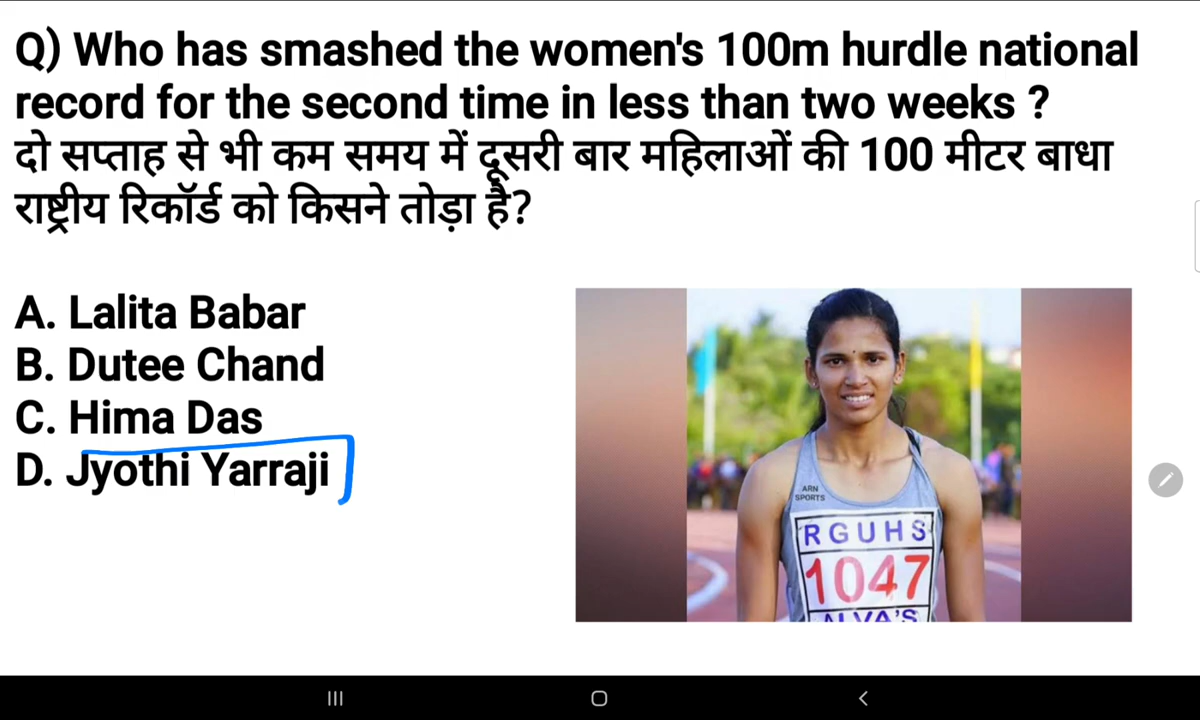 Q) Who has smashed the women's 100m hurdle national
record for the second time in less than two weeks ?
दो सप्ताह से भी कम समय में दूसरी बार महिलाओं की 100 मीटर बाधा
राष्ट्रीय रिकॉर्ड को किसने तोड़ा है?
A. Lalita Babar
B. Dutee Chand
C. Hima Das
D. Jyothi Yarraji
ARN
SPORTS
RGUHS
1047
ALVA'S